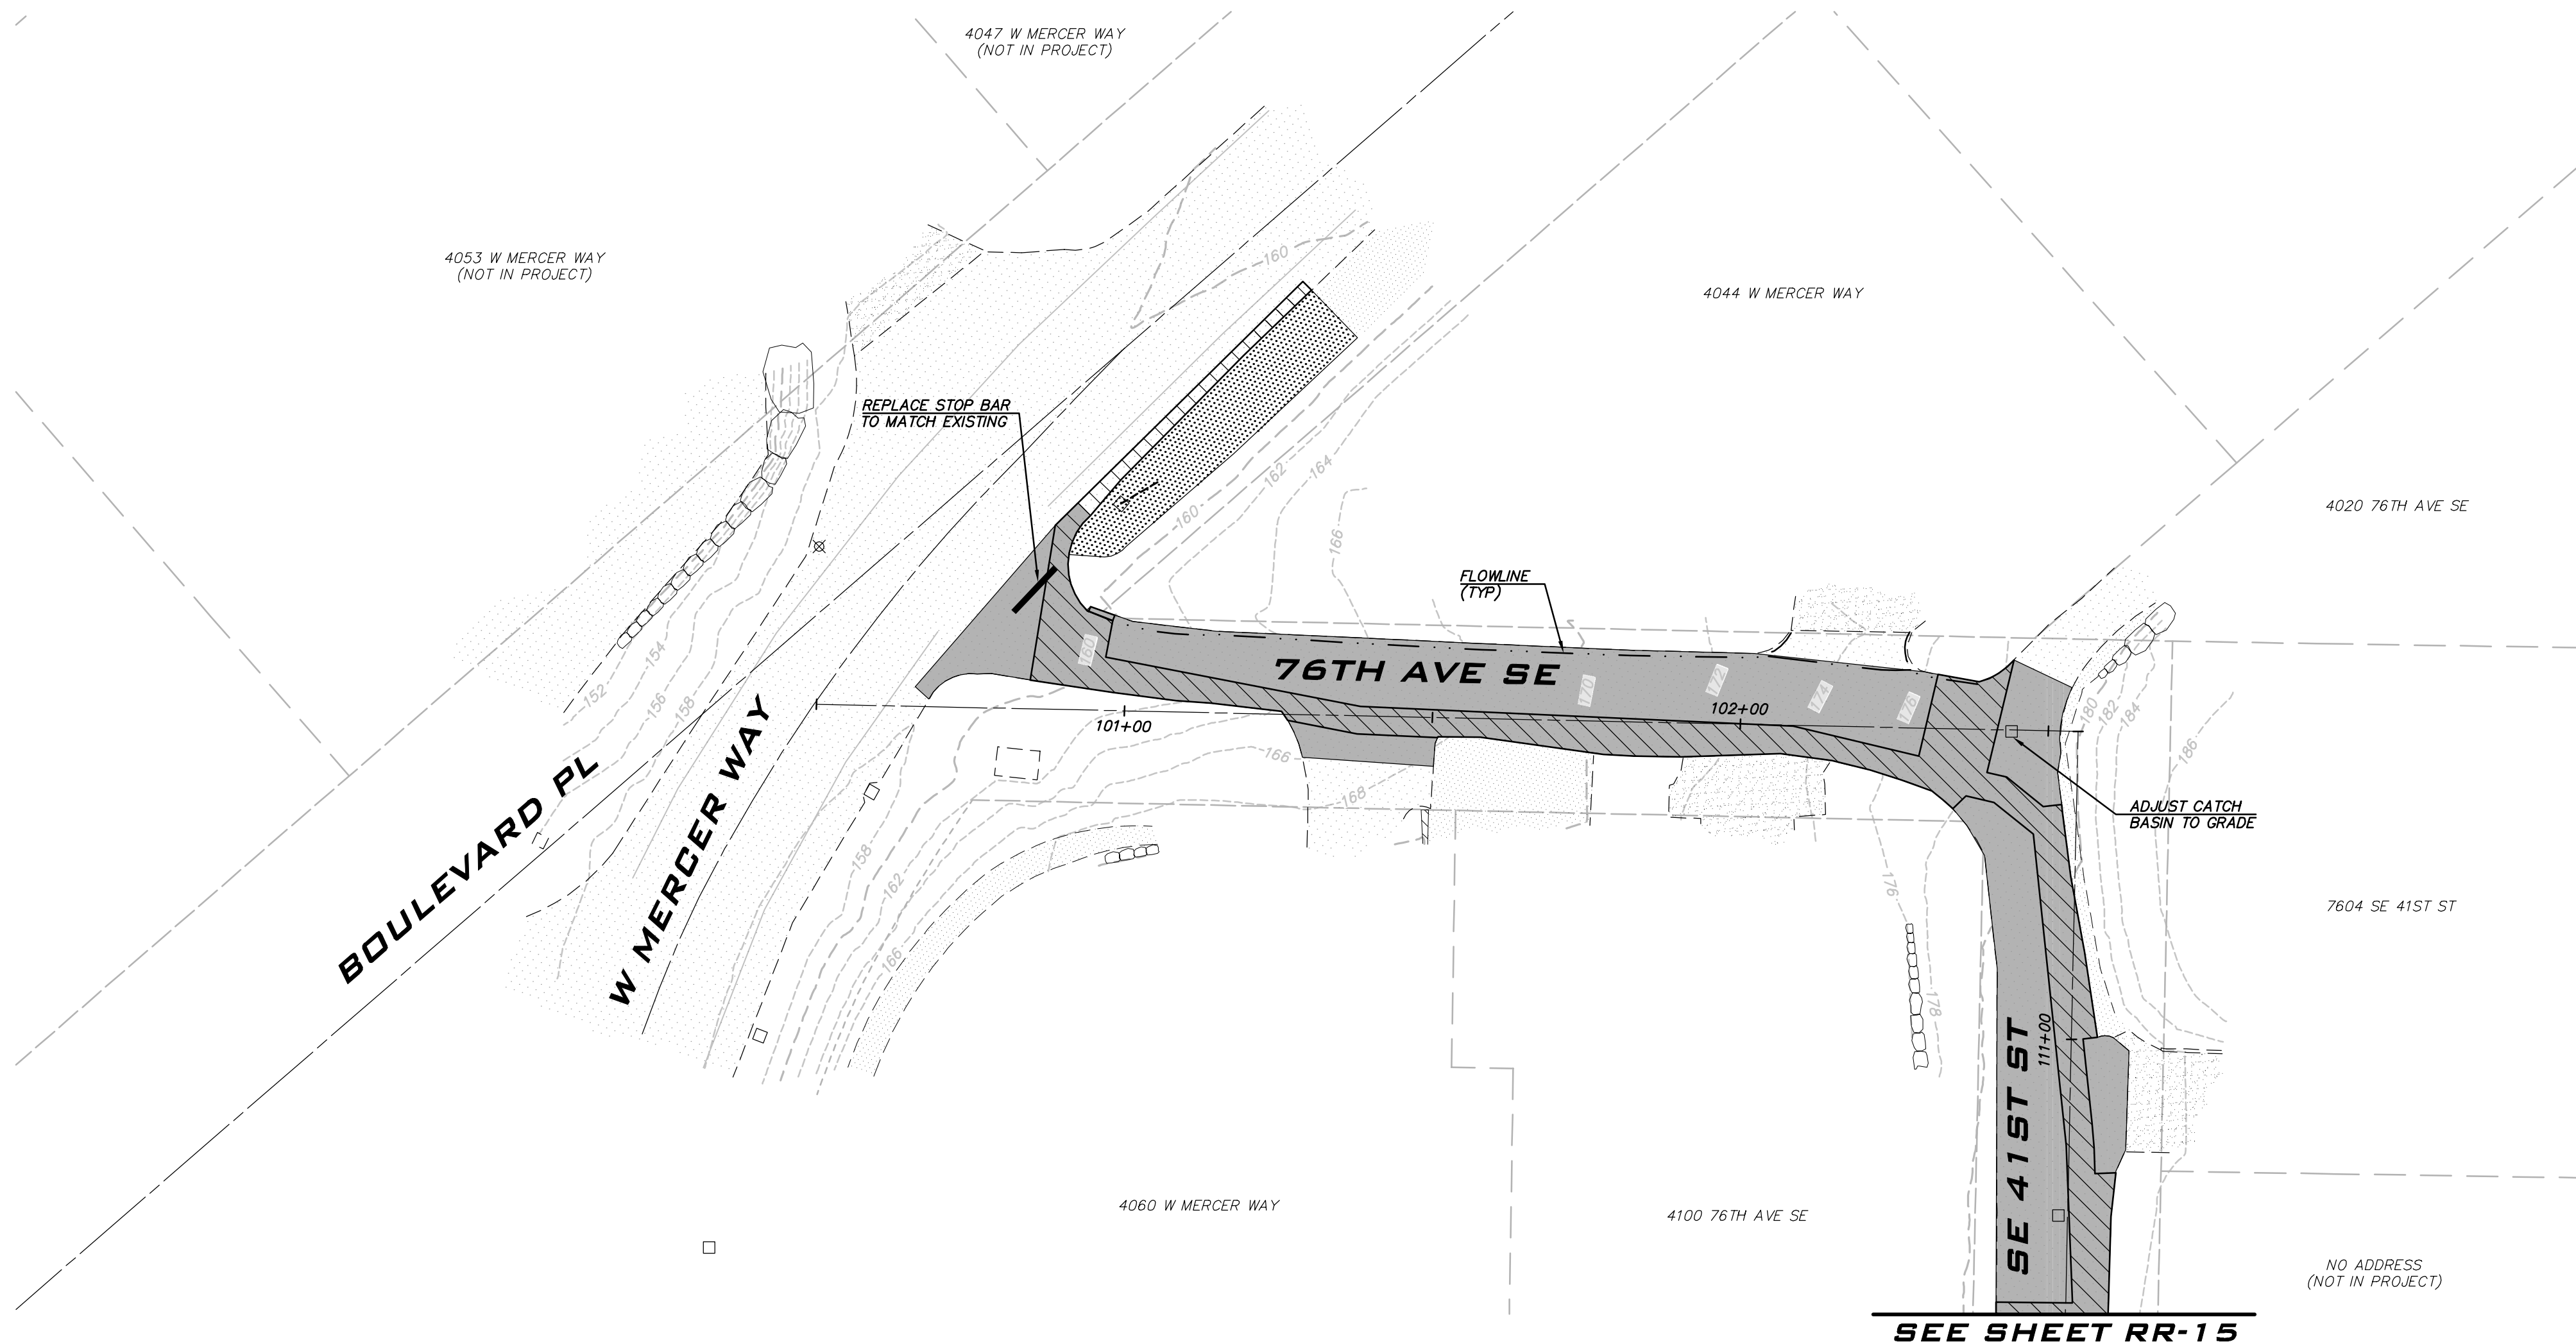 4047 W MERCER WAY
(NOT IN PROJECT)
4053 W MERCER WAY
(NOT IN PROJECT)
160
4044 W MERCER WAY
REPLACE STOP BAR
TO MATCH EXISTING
162
164
160
166
4020 76TH AVE SE
FLOWLINE
(TYP)
160
76TH AVE SE
170
172
174
176
101+00
102+00
154
152
156
158
180
182
184
186
166
168
ADJUST CATCH
BASIN TO GRADE
BOULEVARD PL
W MERCER WAY
158
162
166
176
178
7604 SE 41ST ST
111+00
SE 41ST ST
4060 W MERCER WAY
4100 76TH AVE SE
NO ADDRESS
(NOT IN PROJECT)
SEE SHEET RR-15